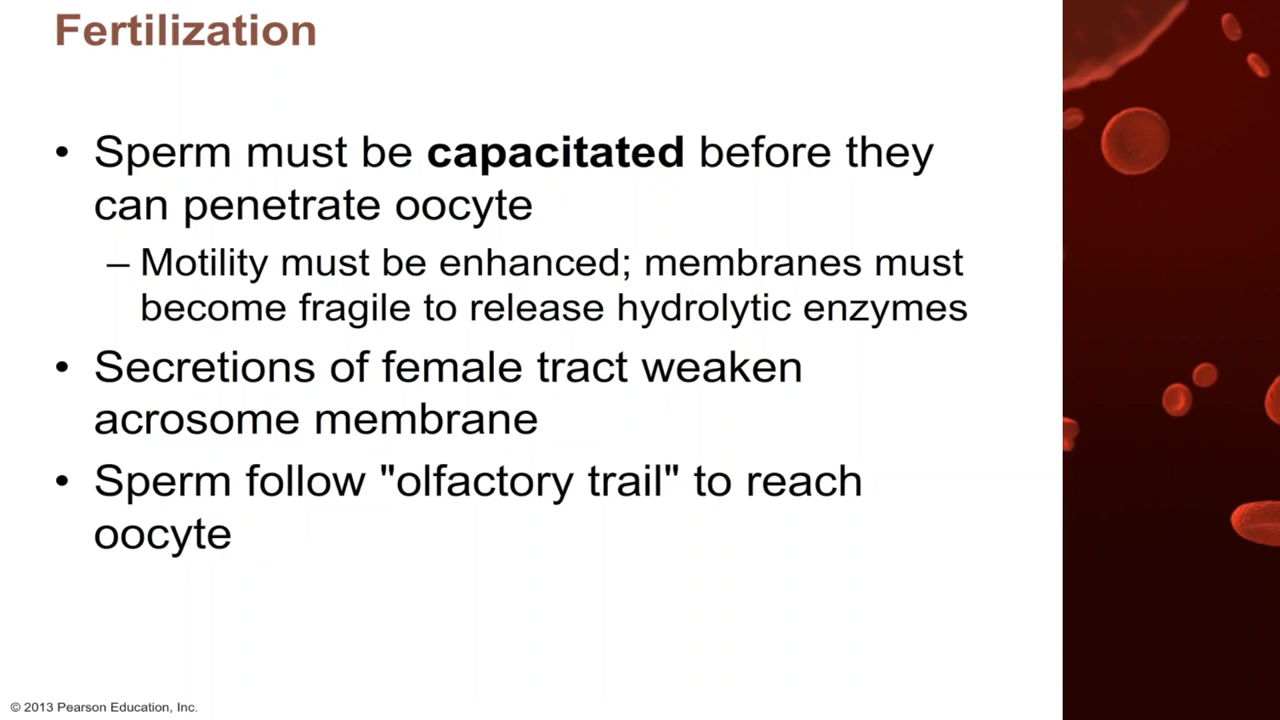 Fertilization
• Sperm must be capacitated before they
can penetrate oocyte
– Motility must be enhanced; membranes must
become fragile to release hydrolytic enzymes
• Secretions of female tract weaken
acrosome membrane
• Sperm follow "olfactory trail" to reach
oocyte
© 2013 Pearson Education, Inc.